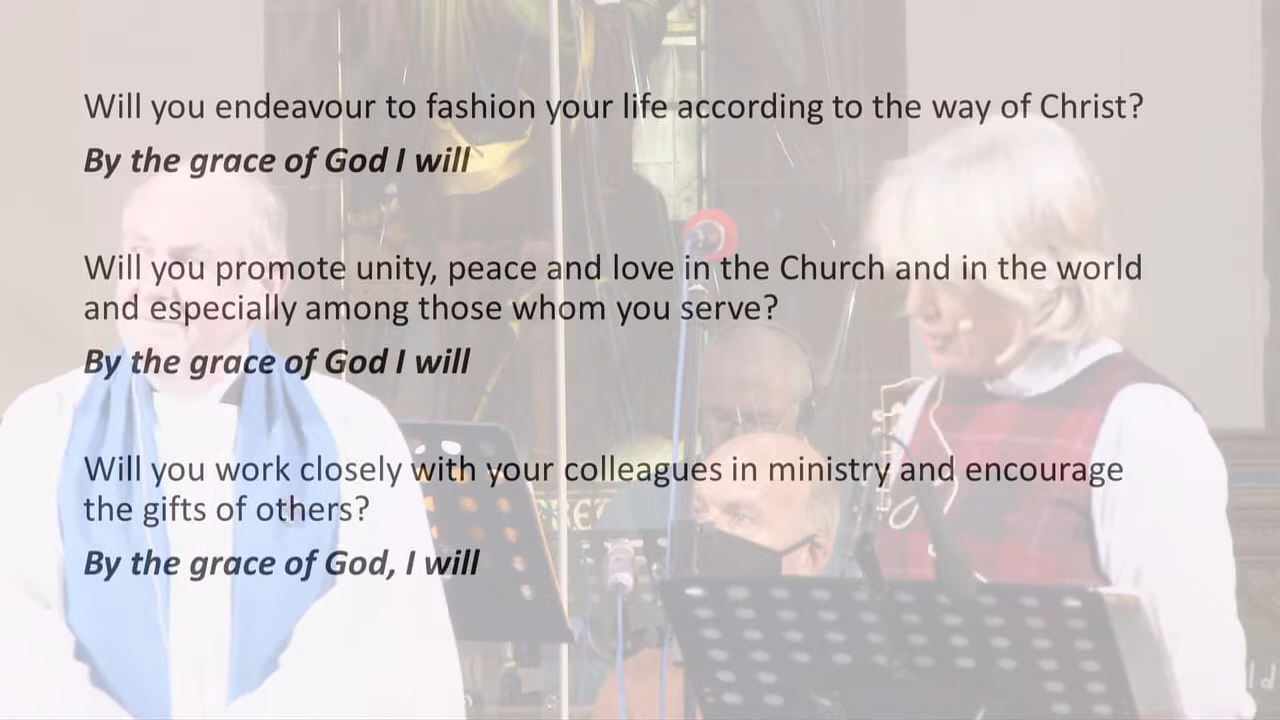 Will you endeavour to fashion your life according to the way of Christ?
By the grace of God I will
Will you promote unity, peace and love in the Church and in the world
and especially among those whom you serve?
By the grace of God I will
Will you work closely with your colleagues in ministry and encourage
the gifts of others?
By the grace of God, I will